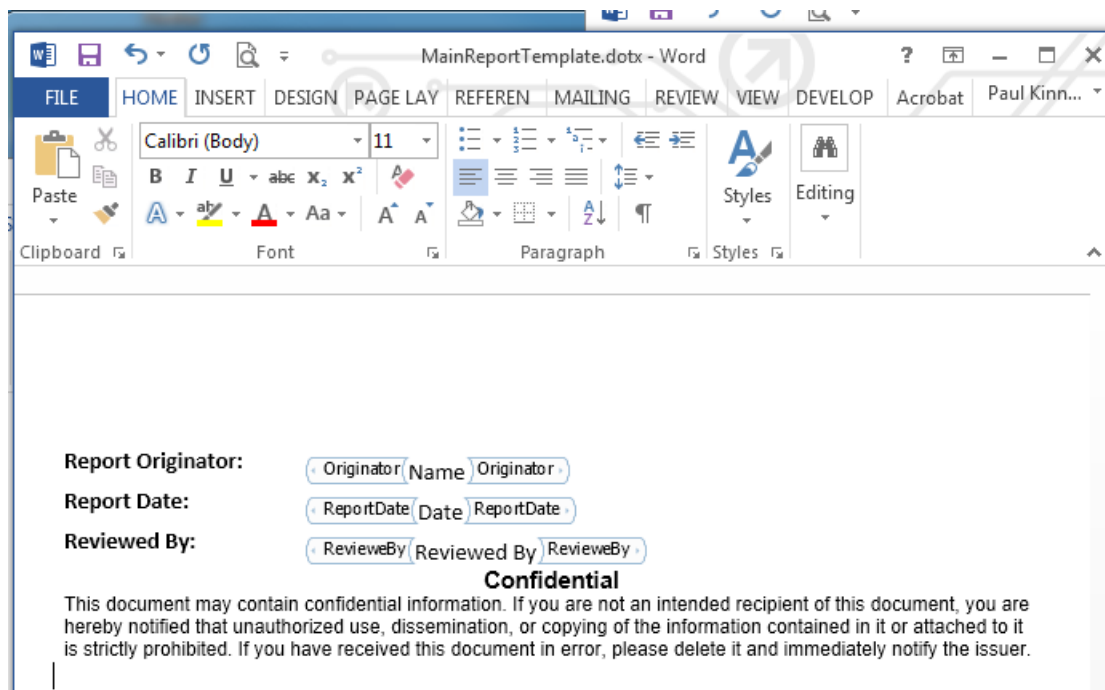 MainReportTemplate.dotx - Word
FILE HOME INSERT DESIGN PAGE LAY REFEREN MAILING REVIEW VIEW DEVELOP Acrobat Paul Kinn...
Calibri (Body) 11
Paste B I U abc X₂ X² Styles Editing
A aby A Aa A A
Clipboard Font Paragraph Styles
Report Originator: Originator Name Originator
Report Date: ReportDate Date ReportDate
Reviewed By: RevieweBy Reviewed By RevieweBy
Confidential
This document may contain confidential information. If you are not an intended recipient of this document, you are
hereby notified that unauthorized use, dissemination, or copying of the information contained in it or attached to it
is strictly prohibited. If you have received this document in error, please delete it and immediately notify the issuer.